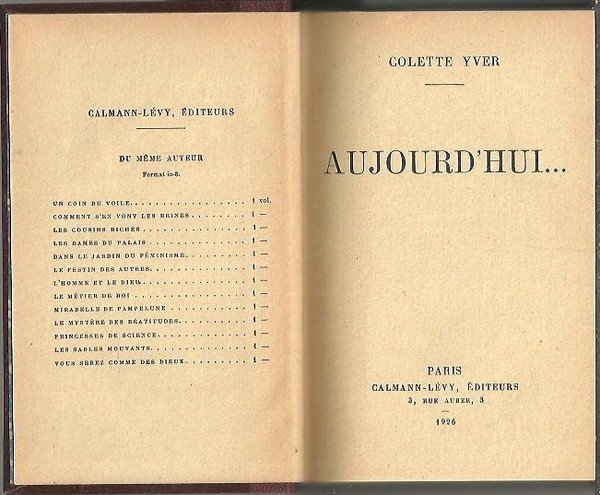 CALMANN-LÉVY, ÉDITEURS
DU MÊME AUTEUR
Format in-8.
UN COIN DU VOILE. . . . . . . . . . . . . . . . . 1 vol.
COMMENT S'EN VONT LES REINES . . . . . . . . 1 —
LES COUSINS RICHES . . . . . . . . . . . . . . . 1 —
LES DAMES DU PALAIS . . . . . . . . . . . . . . 1 —
DANS LE JARDIN DU FÉMINISME. . . . . . . . . 1 —
LE FESTIN DES AUTRES. . . . . . . . . . . . . . 1 —
L'HOMME ET LE DIEU. . . . . . . . . . . . . . . 1 —
LE MÉTIER DE ROI . . . . . . . . . . . . . . . . 1 —
MIRABELLE DE PAMPELUNE . . . . . . . . . . . 1 —
LE MYSTÈRE DES BÉATITUDES. . . . . . . . . . 1 —
PRINCESSES DE SCIENCE. . . . . . . . . . . . . 1 —
LES SABLES MOUVANTS. . . . . . . . . . . . . . 1 —
VOUS SEREZ COMME DES DIEUX. . . . . . . . . 1 —
COLETTE YVER
AUJOURD'HUI...
PARIS
CALMANN-LÉVY, ÉDITEURS
3, RUE AUBER, 3
1926